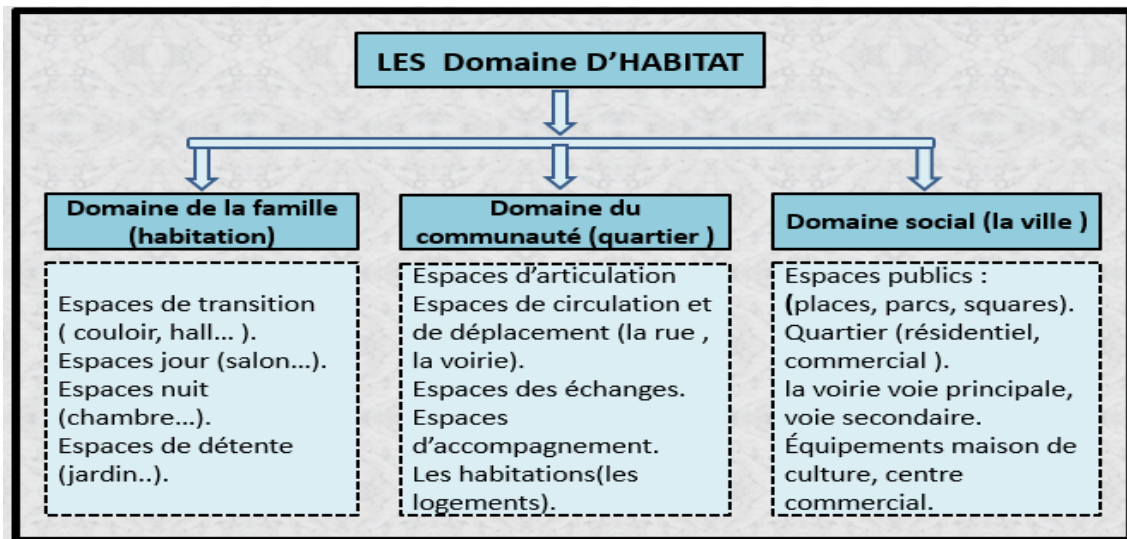 LES  Domaine D’HABITAT
Domaine de la famille
(habitation)
Espaces de transition
( couloir, hall... ).
Espaces jour (salon...).
Espaces nuit
(chambre...).
Espaces de détente
(jardin..).
Domaine du
communauté (quartier )
Espaces d’articulation
Espaces de circulation et
de déplacement (la rue ,
la voirie).
Espaces des échanges.
Espaces
d’accompagnement.
Les habitations(les
logements).
Domaine social (la ville )
Espaces publics :
(places, parcs, squares).
Quartier (résidentiel,
commercial ).
la voirie voie principale,
voie secondaire.
Équipements maison de
culture, centre
commercial.